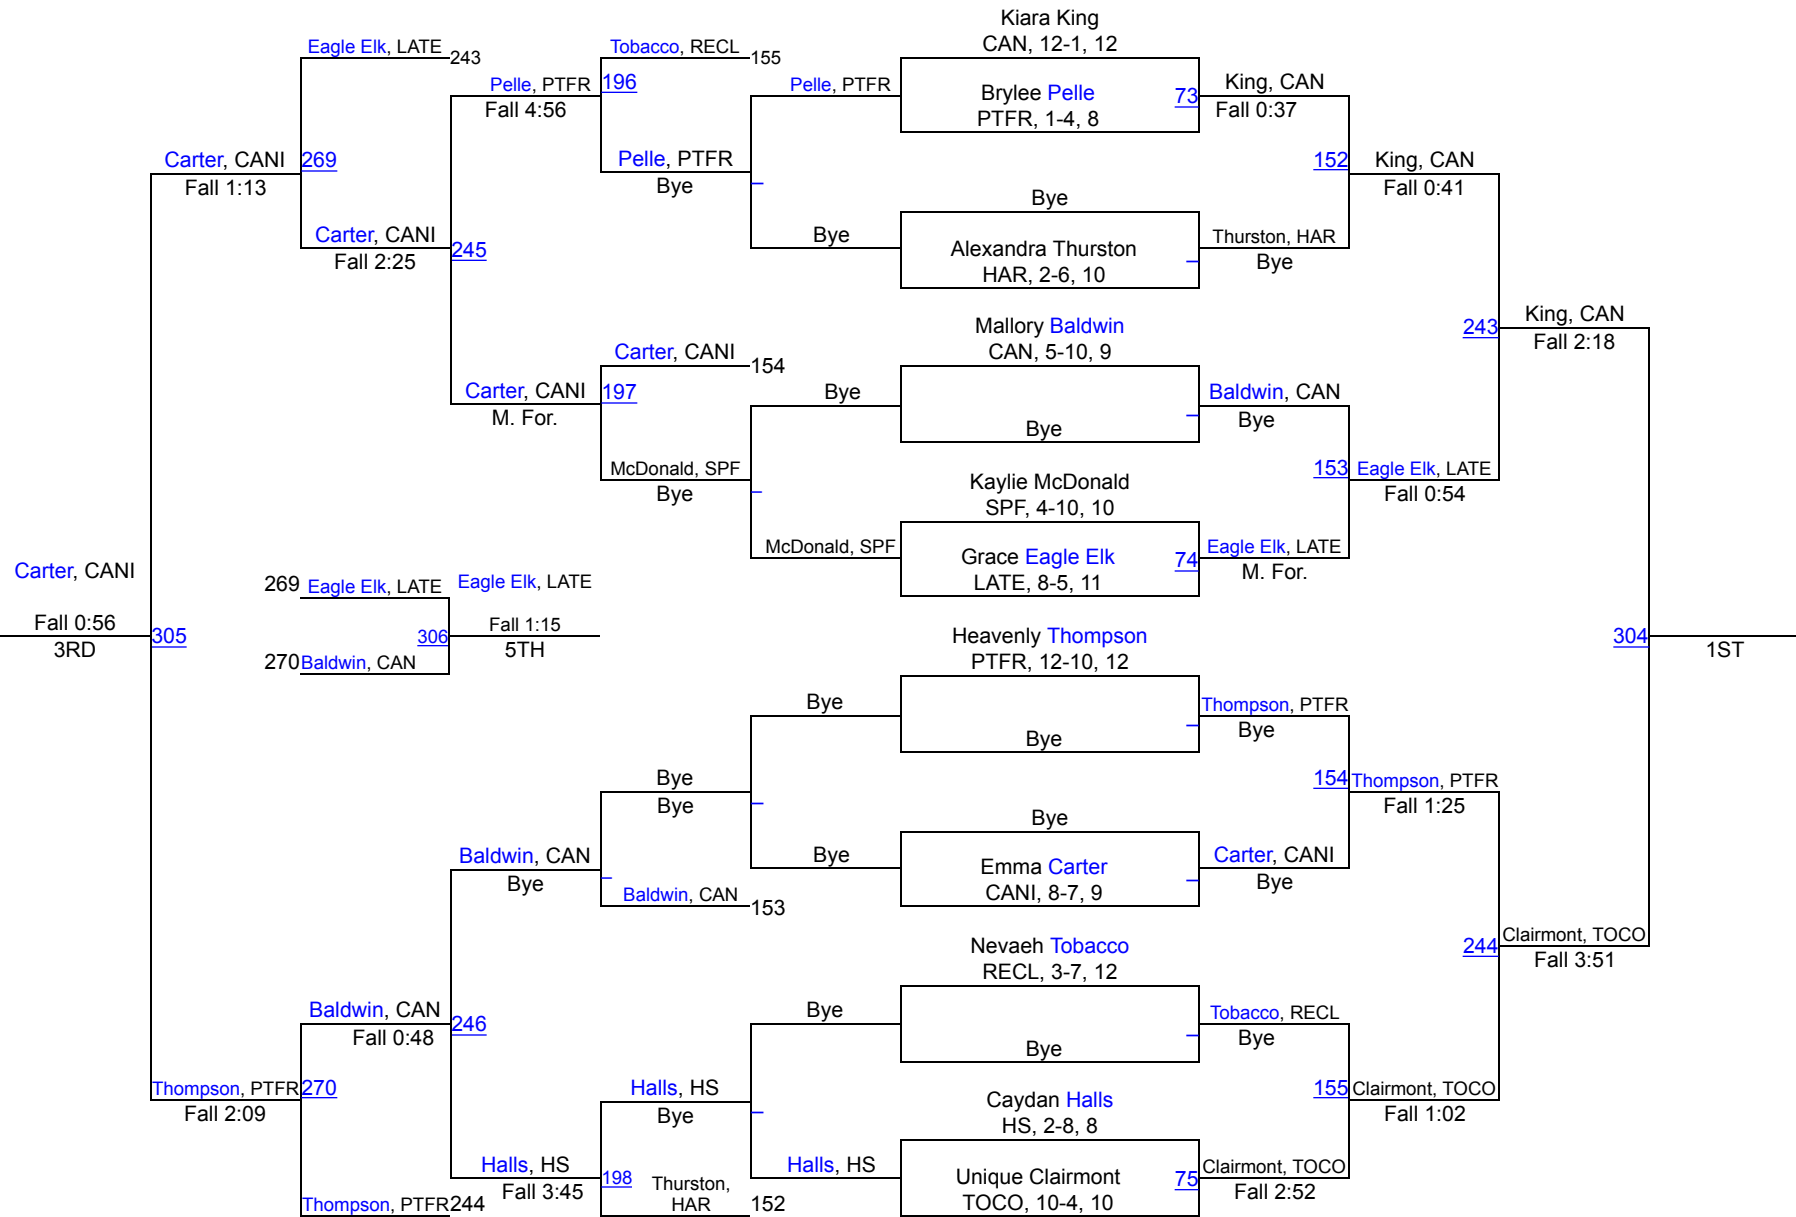 Kiara King
CAN, 12-1, 12
Eagle Elk, LATE 243
Tobacco, RECL 155
Pelle, PTFR 196
Fall 4:56
Pelle, PTFR
Brylee Pelle 73
PTFR, 1-4, 8
King, CAN
Fall 0:37
Carter, CANI 269
Fall 1:13
Pelle, PTFR
Bye
152 King, CAN
Fall 0:41
Bye
Carter, CANI 245
Fall 2:25
Bye
Alexandra Thurston
HAR, 2-6, 10
Thurston, HAR
Bye
Mallory Baldwin
CAN, 5-10, 9
243 King, CAN
Fall 2:18
Carter, CANI 154
Carter, CANI 197
M. For.
Bye
Bye
Baldwin, CAN
Bye
McDonald, SPF
Bye
Kaylie McDonald
SPF, 4-10, 10
153 Eagle Elk, LATE
Fall 0:54
McDonald, SPF
Grace Eagle Elk 74
LATE, 8-5, 11
Eagle Elk, LATE
M. For.
Carter, CANI
Fall 0:56 305
3RD
269 Eagle Elk, LATE
Eagle Elk, LATE
306 Fall 1:15
5TH
270 Baldwin, CAN
Heavenly Thompson
PTFR, 12-10, 12
304 1ST
Bye
Bye
Thompson, PTFR
Bye
Bye
Bye
154 Thompson, PTFR
Fall 1:25
Bye
Baldwin, CAN
Bye
Bye
Emma Carter
CANI, 8-7, 9
Carter, CANI
Bye
Baldwin, CAN 153
Nevaeh Tobacco
RECL, 3-7, 12
244 Clairmont, TOCO
Fall 3:51
Baldwin, CAN 246
Fall 0:48
Bye
Bye
Tobacco, RECL
Bye
Thompson, PTFR 270
Fall 2:09
Halls, HS
Bye
Caydan Halls
HS, 2-8, 8
155 Clairmont, TOCO
Fall 1:02
Halls, HS 198
Fall 3:45
Halls, HS
Unique Clairmont 75
TOCO, 10-4, 10
Clairmont, TOCO
Fall 2:52
Thompson, PTFR 244
Thurston,
HAR 152